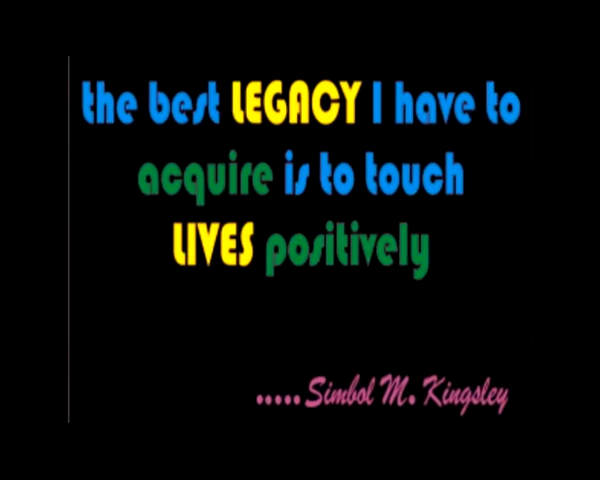 the best LEGACY I have to
acquire is to touch
LIVES positively
.....Simbol M. Kingsley